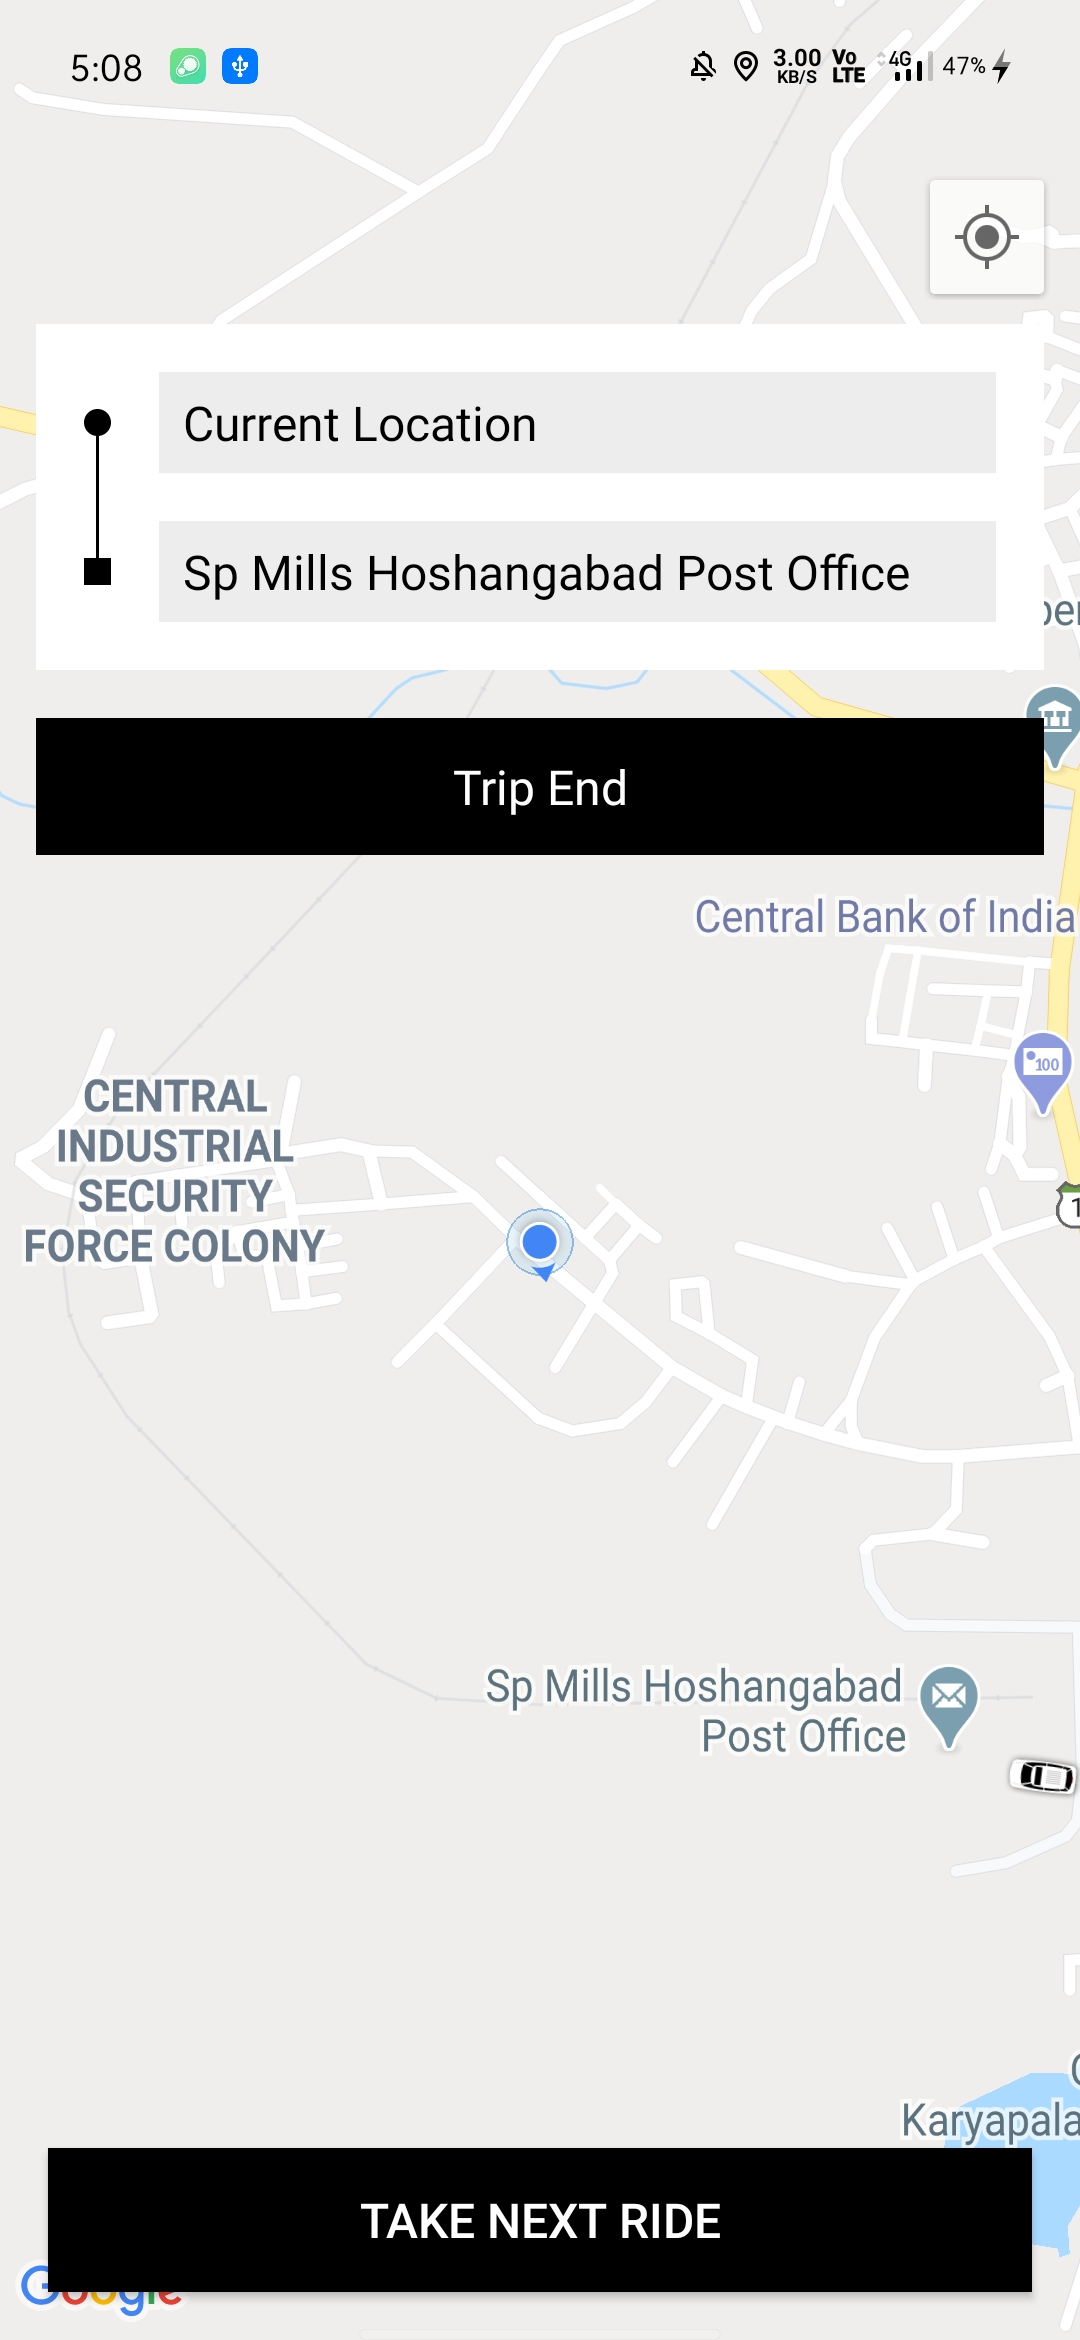 5:08
3.00 KB/S Vo LTE 4G 47%
Current Location
Sp Mills Hoshangabad Post Office
Trip End
Central Bank of India
100
CENTRAL
INDUSTRIAL
SECURITY
FORCE COLONY
Sp Mills Hoshangabad
Post Office
Karyapala
TAKE NEXT RIDE
Google